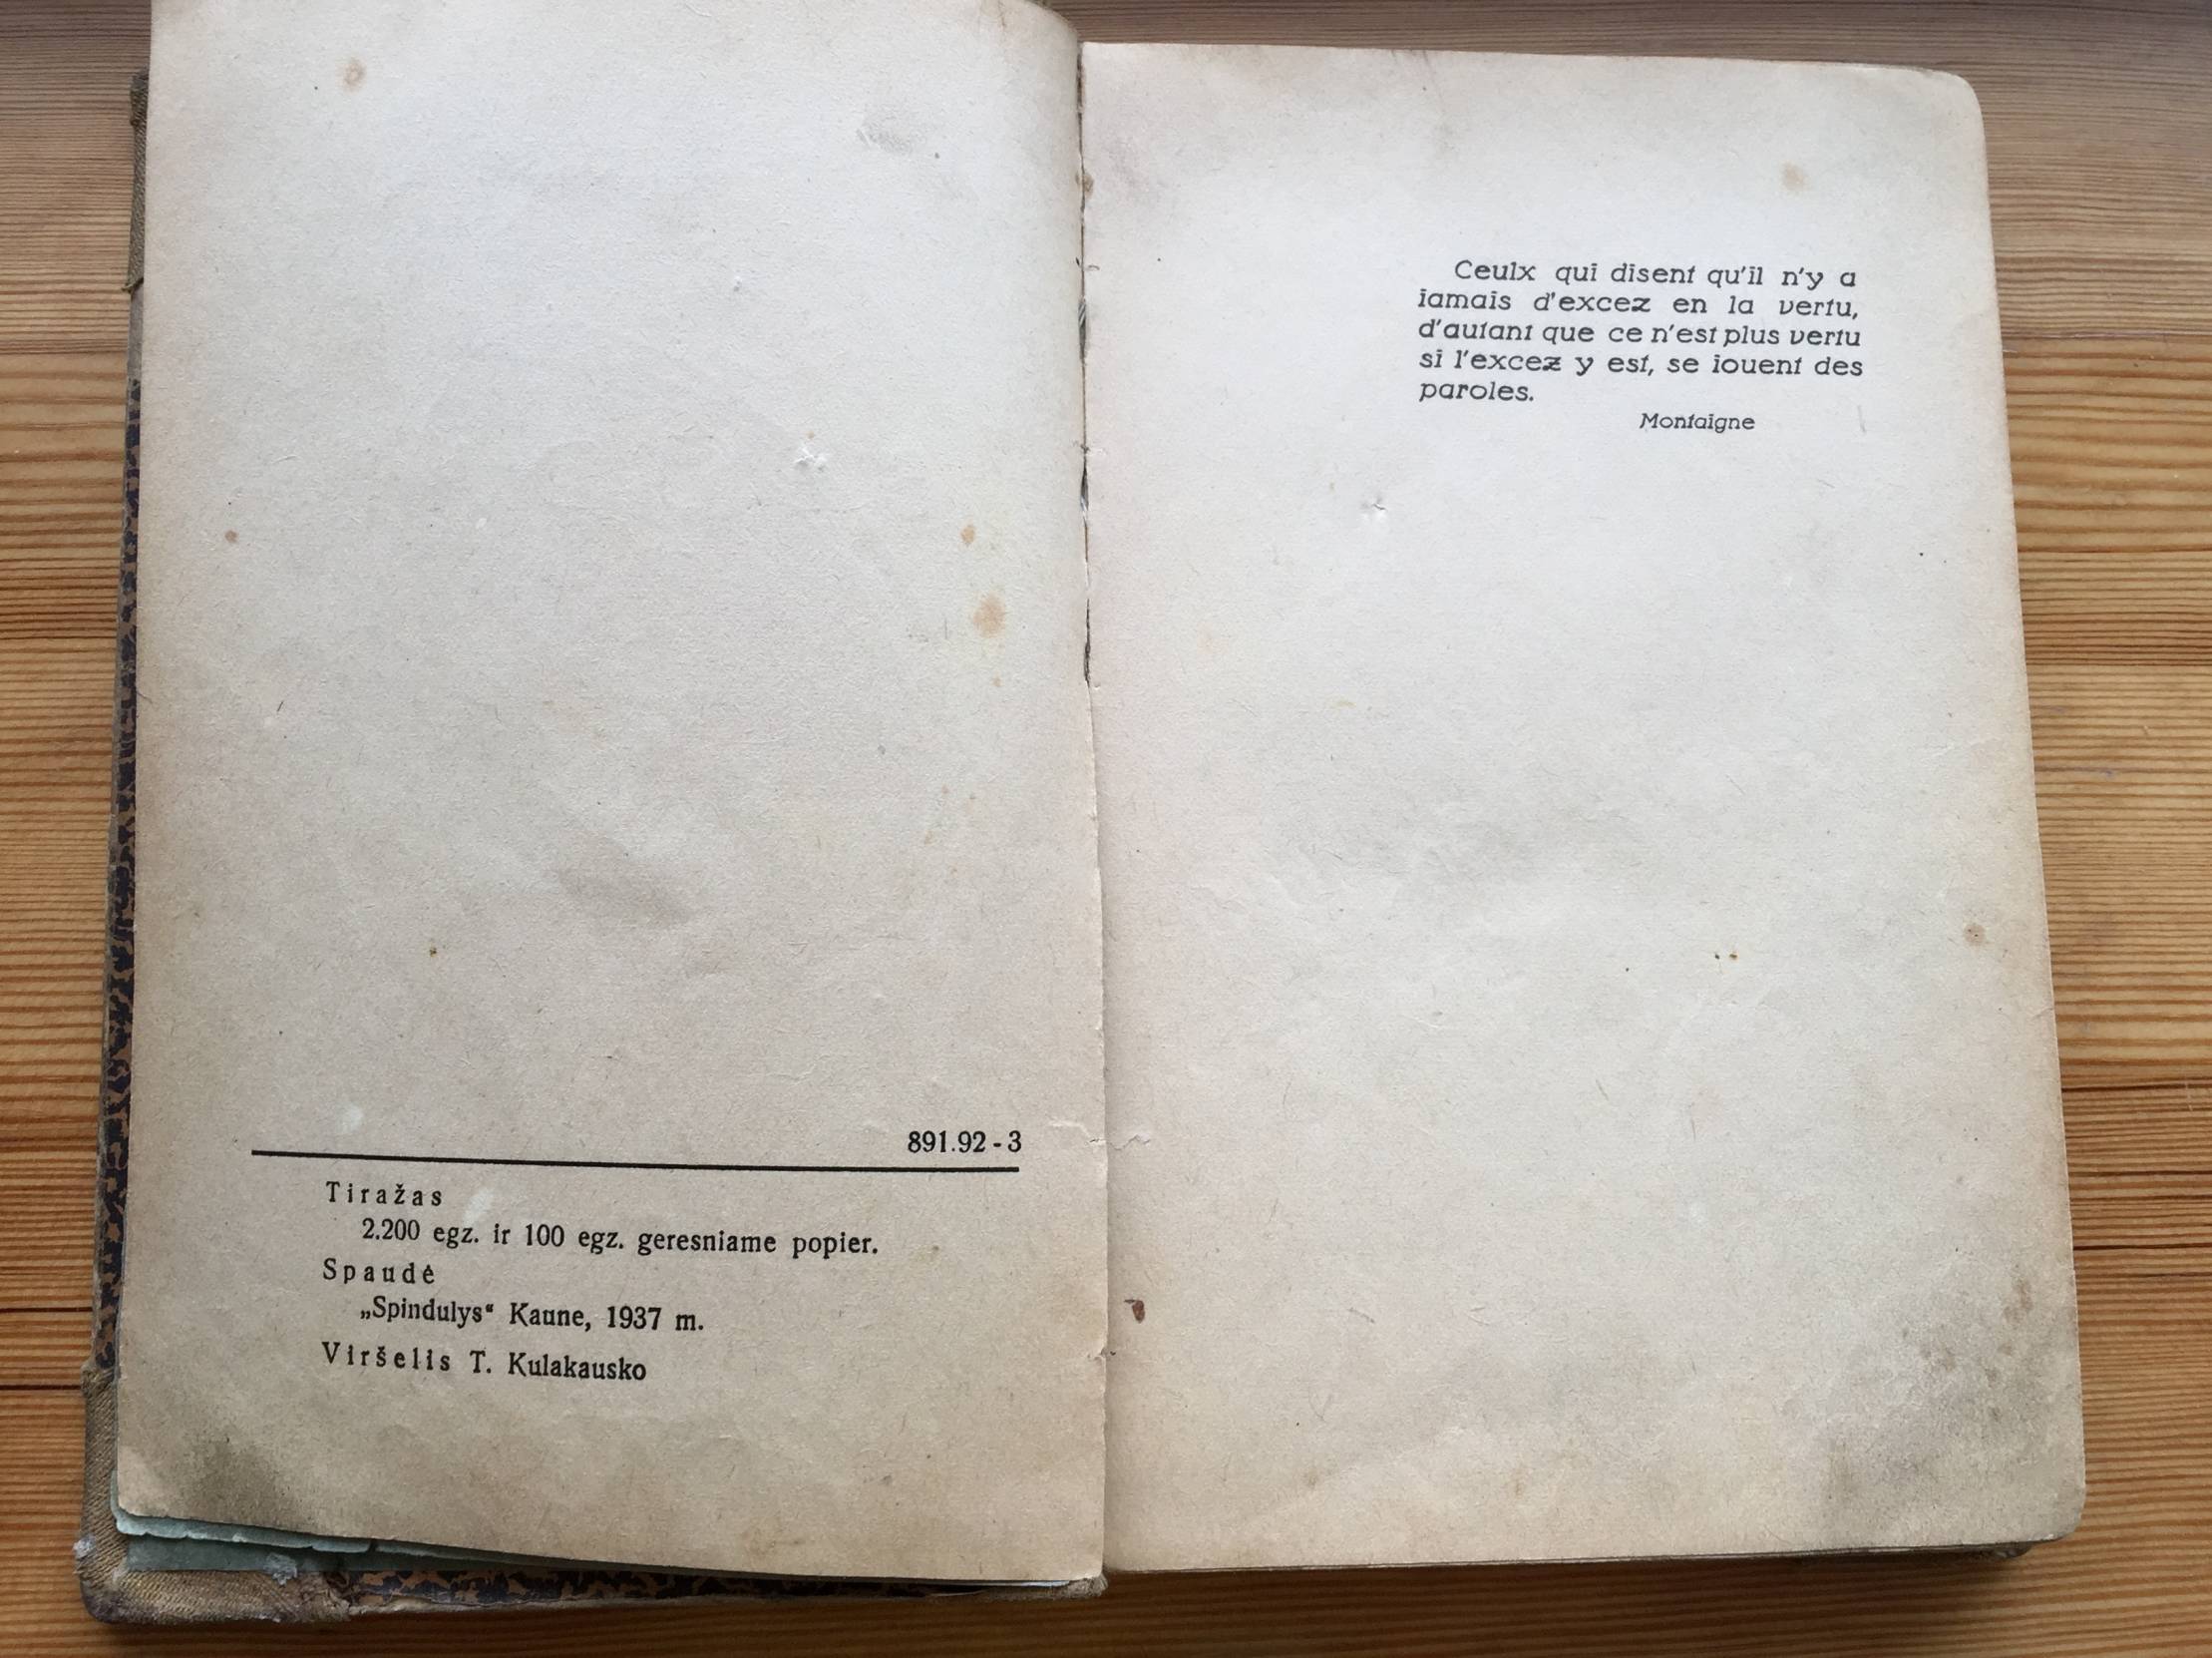 891.92-3
Tiražas
2.200 egz. ir 100 egz. geresniame popier.
Spaudė
„Spindulys“ Kaune, 1937 m.
Viršelis T. Kulakausko
Ceulx qui disent qu'il n'y a
iamais d'excez en la vertu,
d'autant que ce n'est plus vertu
si l'excez y est, se iouent des
paroles.
Montaigne